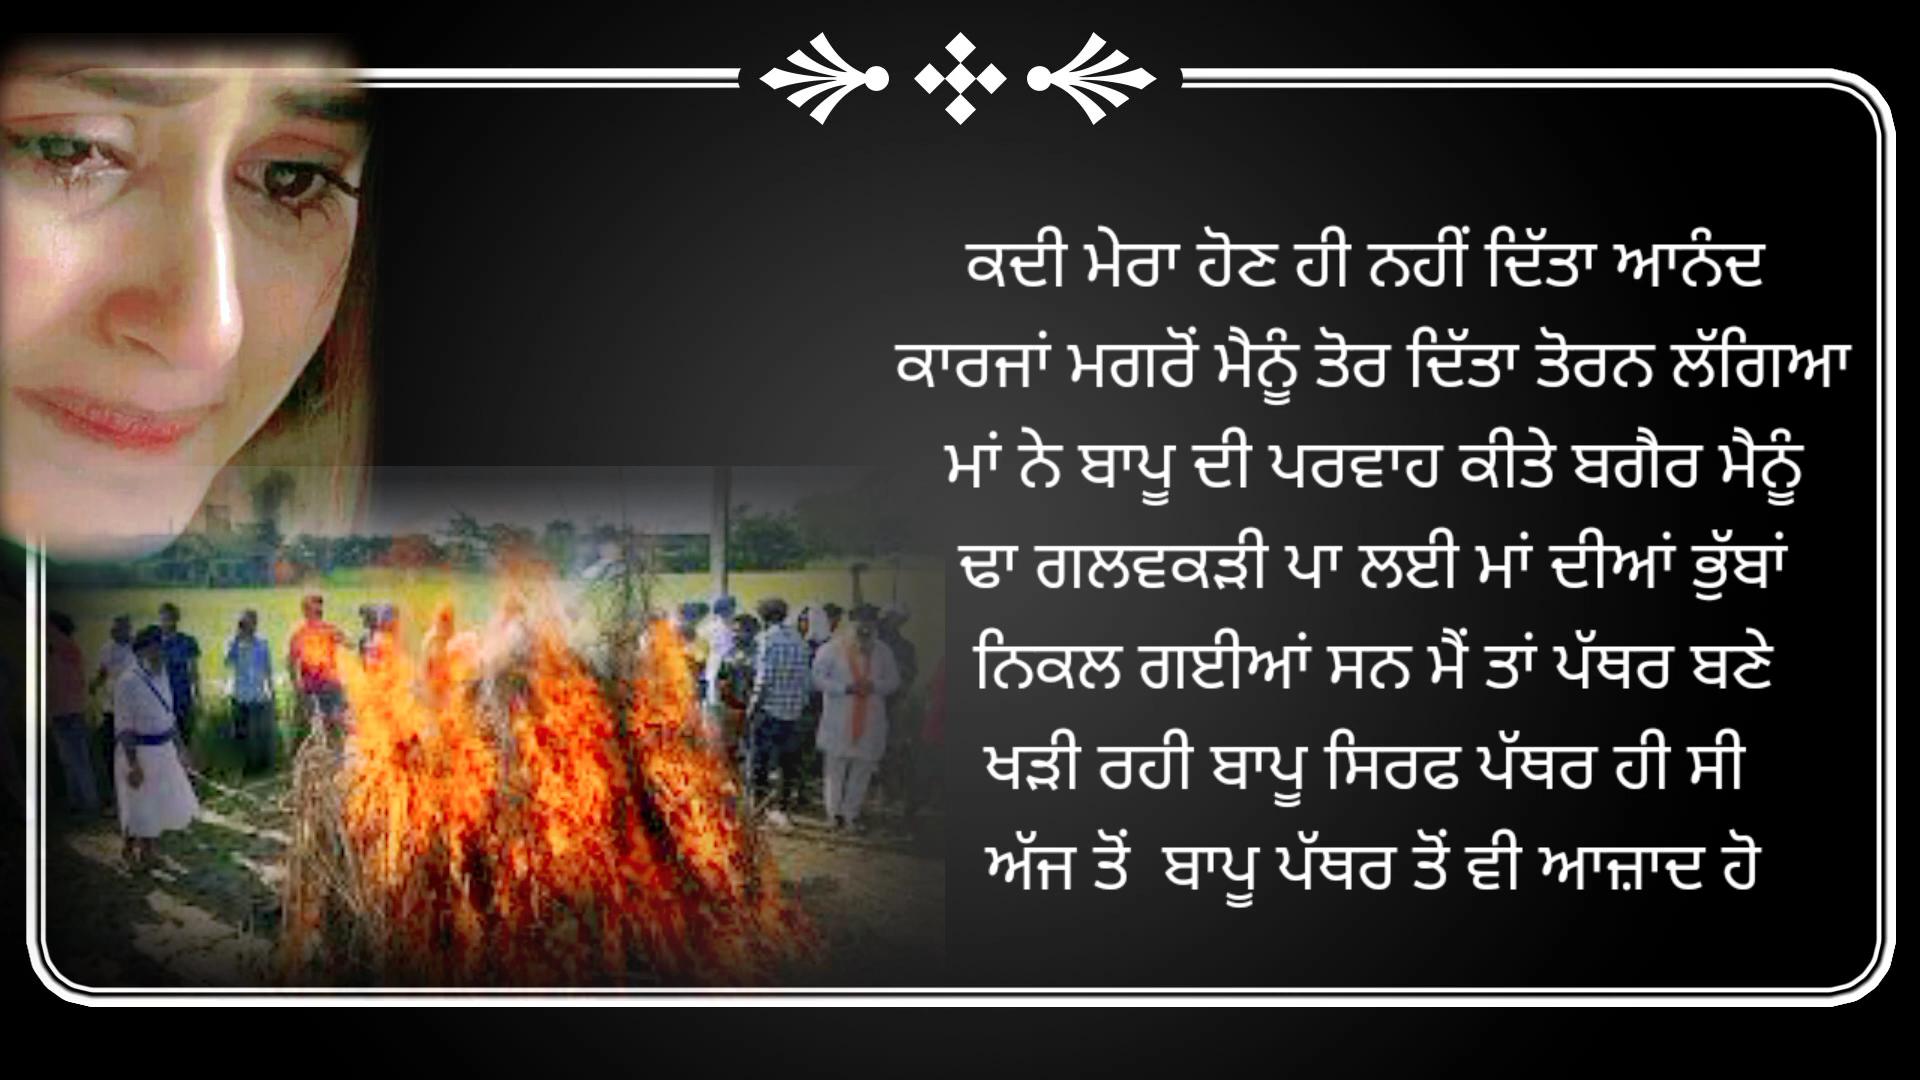 ਕਦੀ ਮੇਰਾ ਹੋਣ ਹੀ ਨਹੀਂ ਦਿੱਤਾ ਆਨੰਦ
ਕਾਰਜਾਂ ਮਗਰੋਂ ਮੈਨੂੰ ਤੋਰ ਦਿੱਤਾ ਤੋਰਨ ਲੱਗਿਆ
ਮਾਂ ਨੇ ਬਾਪੂ ਦੀ ਪਰਵਾਹ ਕੀਤੇ ਬਗੈਰ ਮੈਨੂੰ
ਢਾ ਗਲਵਕੜੀ ਪਾ ਲਈ ਮਾਂ ਦੀਆਂ ਭੁੱਬਾਂ
ਨਿਕਲ ਗਈਆਂ ਸਨ ਮੈਂ ਤਾਂ ਪੱਥਰ ਬਣੇ
ਖੜੀ ਰਹੀ ਬਾਪੂ ਸਿਰਫ ਪੱਥਰ ਹੀ ਸੀ
ਅੱਜ ਤੋਂ  ਬਾਪੂ ਪੱਥਰ ਤੋਂ ਵੀ ਆਜ਼ਾਦ ਹੋ